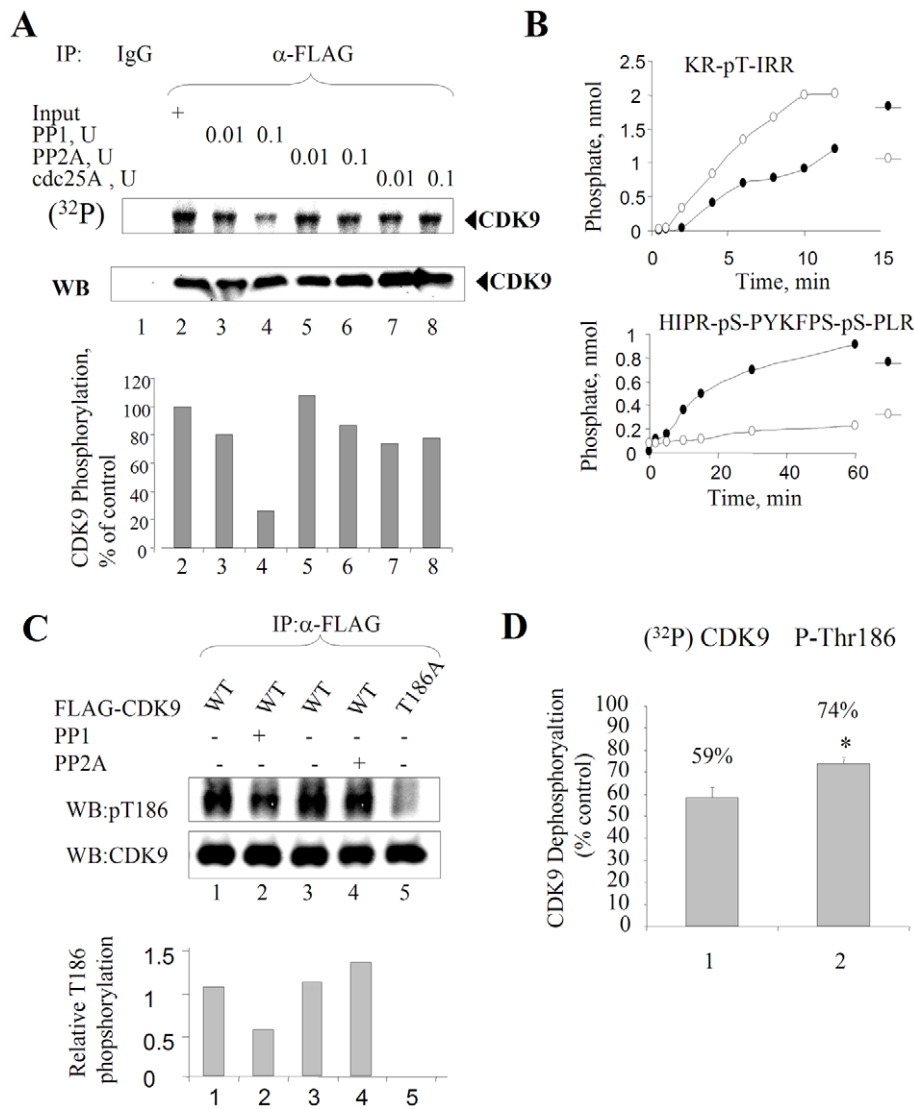 A
IP: IgG α-FLAG
Input +
PP1, U 0.01 0.1
PP2A, U 0.01 0.1
cdc25A , U 0.01 0.1
(³²P) CDK9
WB CDK9
1 2 3 4 5 6 7 8
CDK9 Phosphorylation,
% of control
120
100
80
60
40
20
0
2 3 4 5 6 7 8
B
KR-pT-IRR
Phosphate, nmol
2.5
2
1.5
1
0.5
0
0 5 10 15
Time, min
HIPR-pS-PYKFPS-pS-PLR
Phosphate, nmol
1
0.8
0.6
0.4
0.2
0
0 20 40 60
Time, min
C
IP:α-FLAG
FLAG-CDK9 WT WT WT WT T186A
PP1 - + - - -
PP2A - - - + -
WB:pT186
WB:CDK9
1 2 3 4 5
Relative T186
phopshorylation
1.5
1
0.5
0
1 2 3 4 5
D
(³²P) CDK9 P-Thr186
CDK9 Dephosphoryaltion
(% control)
100
90
80
70
60
50
40
30
20
10
0
59%
74%
*
1 2